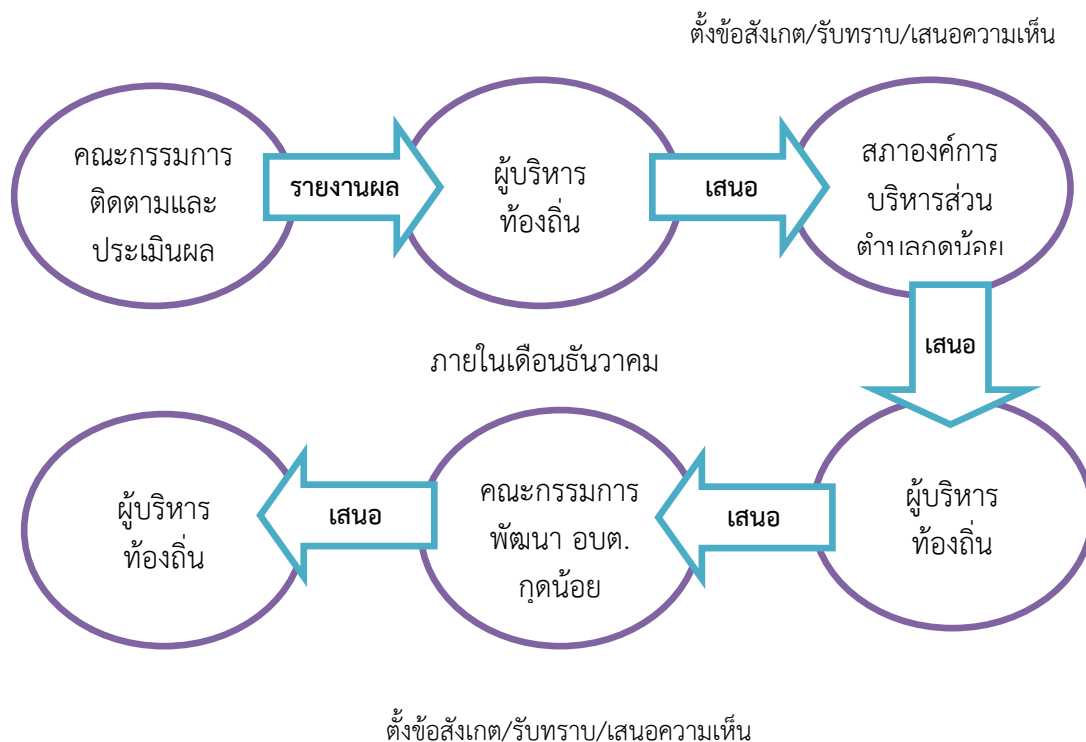 ตั้งข้อสังเกต/รับทราบ/เสนอความเห็น
คณะกรรมการ
ติดตามและ
ประเมินผล
รายงานผล
ผู้บริหาร
ท้องถิ่น
เสนอ
สภาองค์การ
บริหารส่วน
ตำบลกุดน้อย
เสนอ
ภายในเดือนธันวาคม
ผู้บริหาร
ท้องถิ่น
เสนอ
คณะกรรมการ
พัฒนา อบต.
กุดน้อย
เสนอ
ผู้บริหาร
ท้องถิ่น
ตั้งข้อสังเกต/รับทราบ/เสนอความเห็น